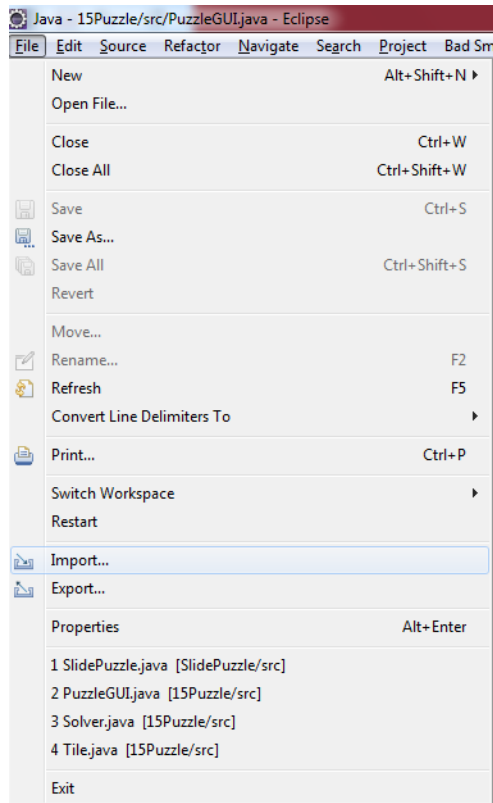 Java - 15Puzzle/src/PuzzleGUI.java - Eclipse
File Edit Source Refactor Navigate Search Project Bad Sm
New Alt+Shift+N
Open File...
Close Ctrl+W
Close All Ctrl+Shift+W
Save Ctrl+S
Save As...
Save All Ctrl+Shift+S
Revert
Move...
Rename... F2
Refresh F5
Convert Line Delimiters To
Print... Ctrl+P
Switch Workspace
Restart
Import...
Export...
Properties Alt+Enter
1 SlidePuzzle.java [SlidePuzzle/src]
2 PuzzleGUI.java [15Puzzle/src]
3 Solver.java [15Puzzle/src]
4 Tile.java [15Puzzle/src]
Exit